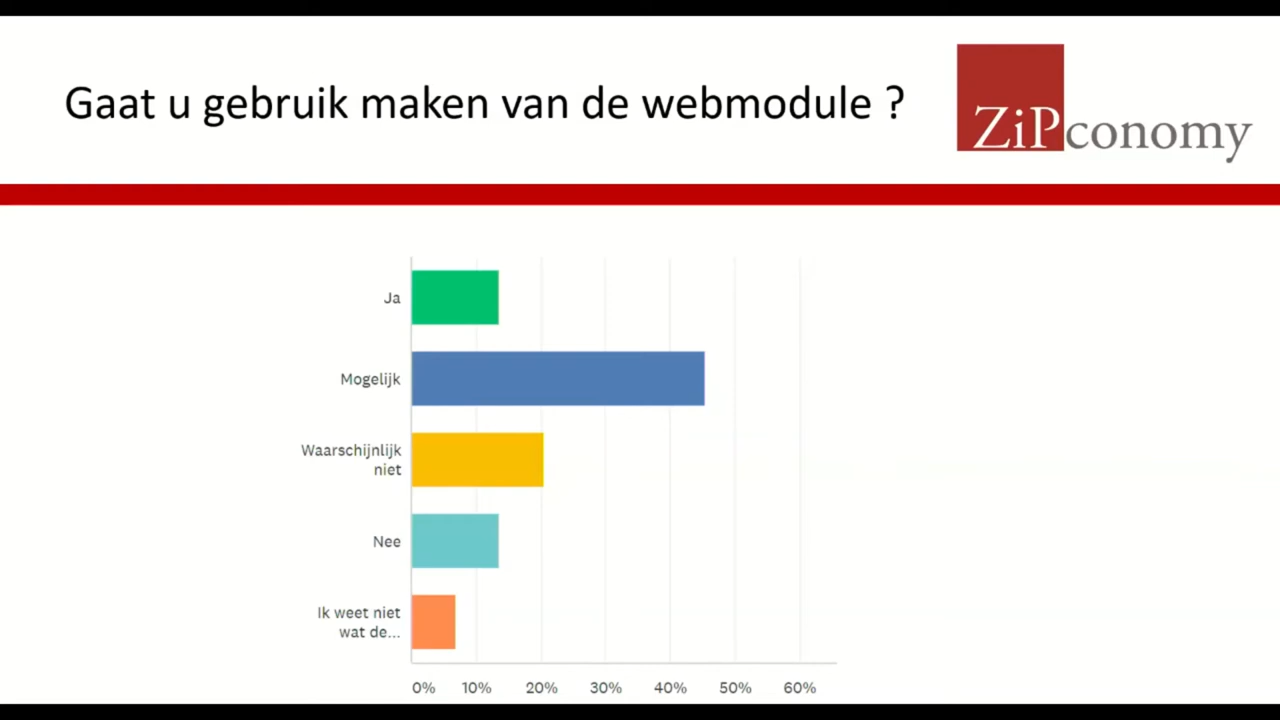 Gaat u gebruik maken van de webmodule ?
ZiPconomy
Ja
Mogelijk
Waarschijnlijk
niet
Nee
Ik weet niet
wat de...
0% 10% 20% 30% 40% 50% 60%